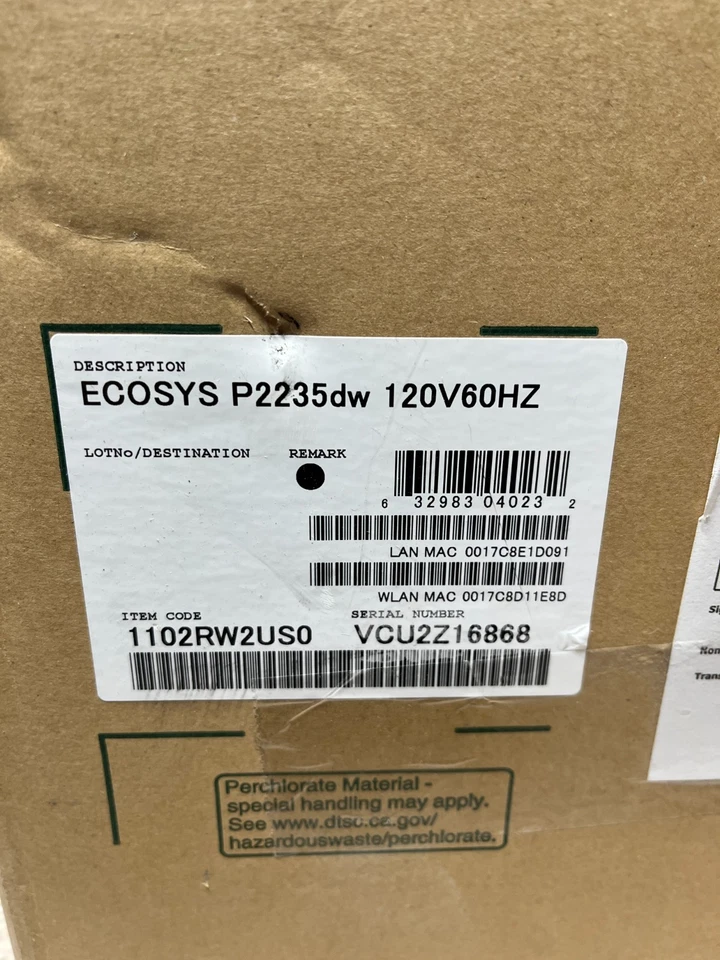 DESCRIPTION
ECOSYS P2235dw 120V60HZ
LOTNo/DESTINATION REMARK
6 32983 04023 2
LAN MAC 0017C8E1D091
WLAN MAC 0017C8D11E8D
ITEM CODE SERIAL NUMBER
1102RW2US0 VCU2Z16868
Perchlorate Material -
special handling may apply.
See www.dtsc.ca.gov/
hazardouswaste/perchlorate.